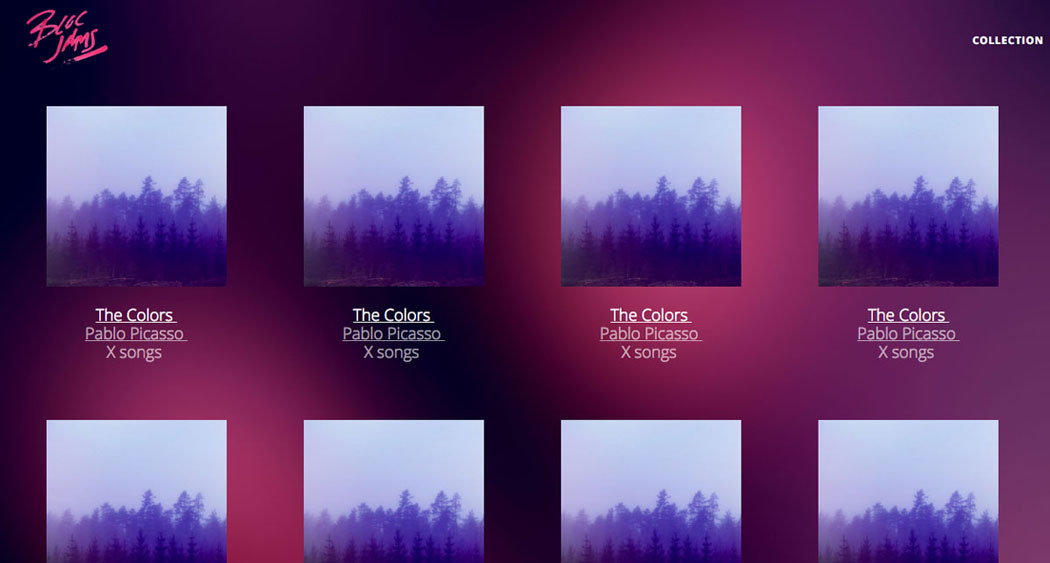 Bloc
Jams
COLLECTION
The Colors
The Colors
The Colors
The Colors
Pablo Picasso
Pablo Picasso
Pablo Picasso
Pablo Picasso
X songs
X songs
X songs
X songs